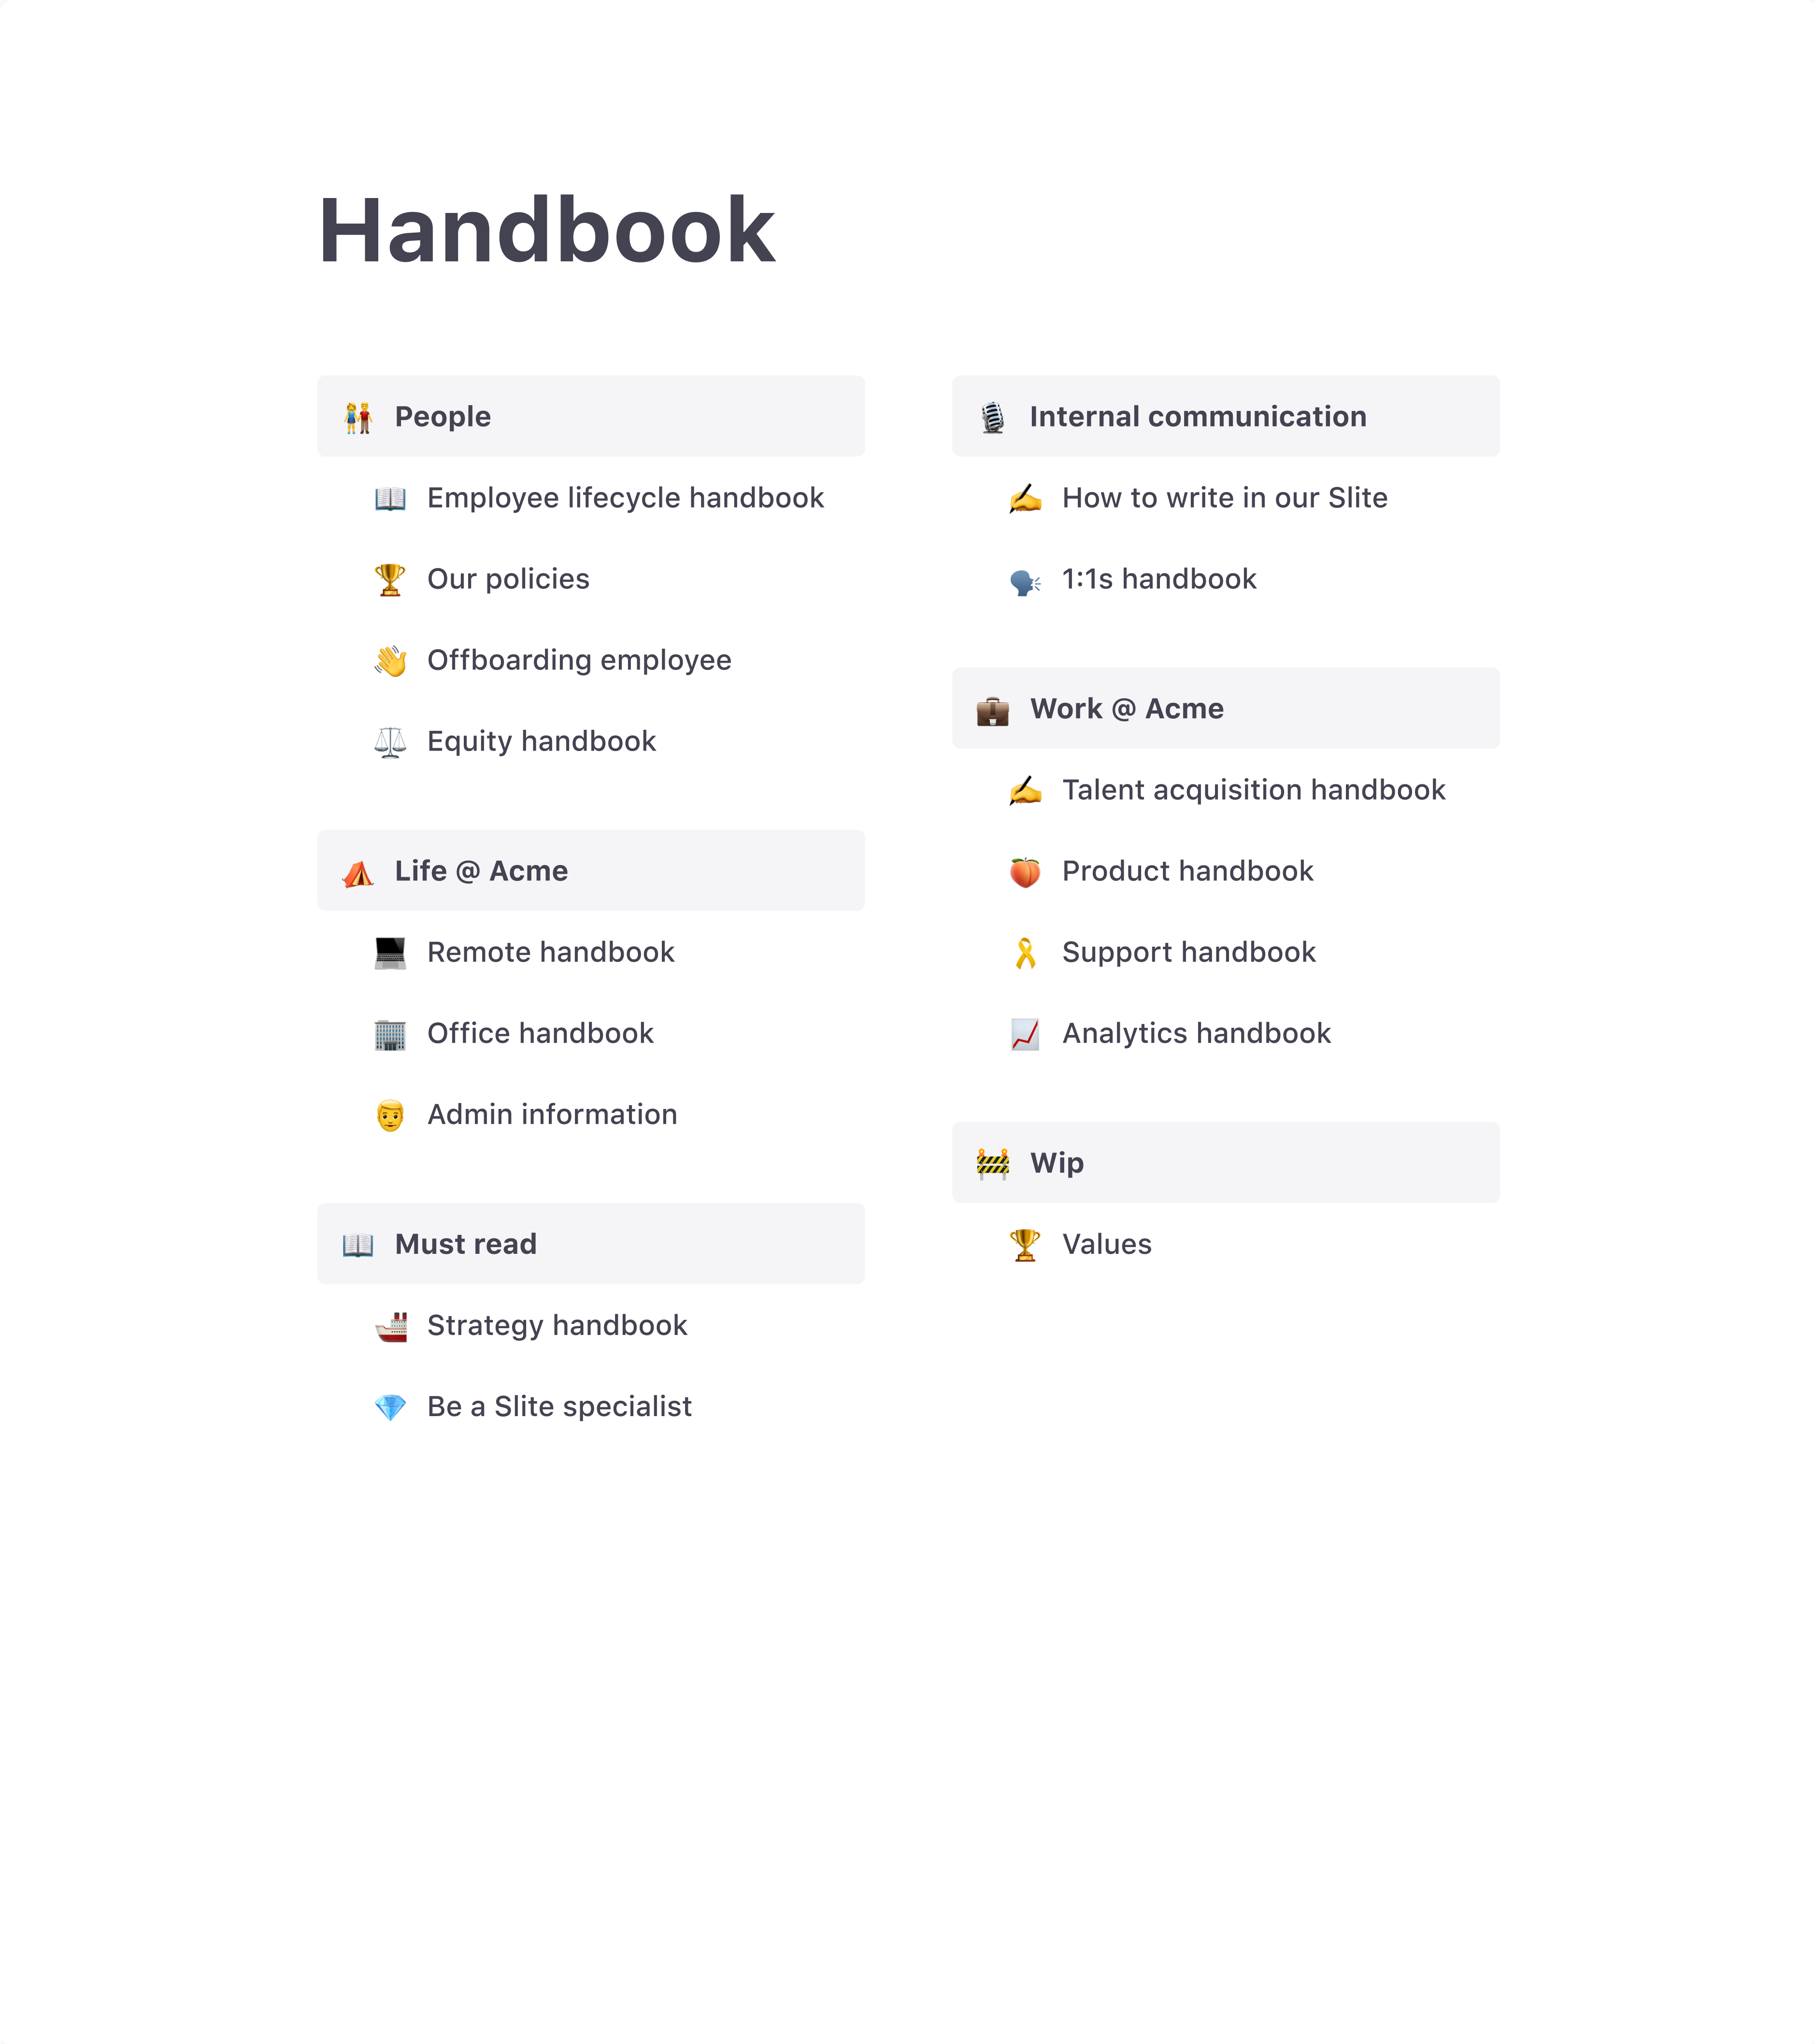 Handbook
People
Employee lifecycle handbook
Our policies
Offboarding employee
Equity handbook
Life @ Acme
Remote handbook
Office handbook
Admin information
Must read
Strategy handbook
Be a Slite specialist
Internal communication
How to write in our Slite
1:1s handbook
Work @ Acme
Talent acquisition handbook
Product handbook
Support handbook
Analytics handbook
Wip
Values